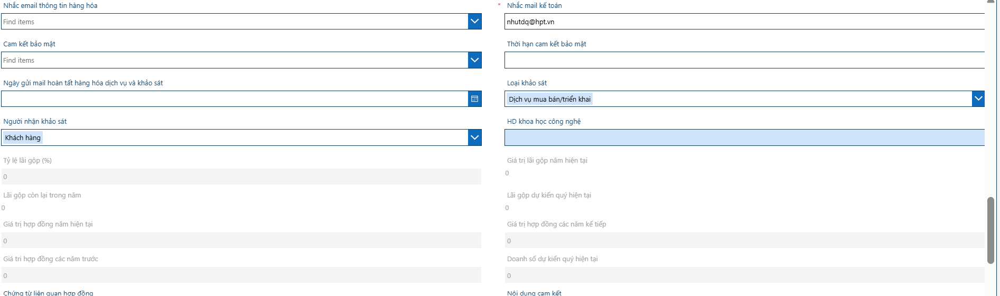 Nhắc email thông tin hàng hóa
* Nhắc mail kế toán
Find items
nhutdq@hpt.vn
Cam kết bảo mật
Thời hạn cam kết bảo mật
Find items
Ngày gửi mail hoàn tất hàng hóa dịch vụ và khảo sát
Loại khảo sát
Dịch vụ mua bán/triển khai
Người nhận khảo sát
HD khoa học công nghệ
Khách hàng
Tỷ lệ lãi gộp (%)
Giá trị lãi gộp năm hiện tại
0
0
Lãi gộp còn lại trong năm
Lãi gộp dự kiến quý hiện tại
0
0
Giá trị hợp đồng năm hiện tại
Giá trị hợp đồng các năm kế tiếp
0
0
Giá tri hợp đồng các năm trước
Doanh số dự kiến quý hiện tại
0
0
Chứng từ liên quan hợp đồng
Nội dung cam kết